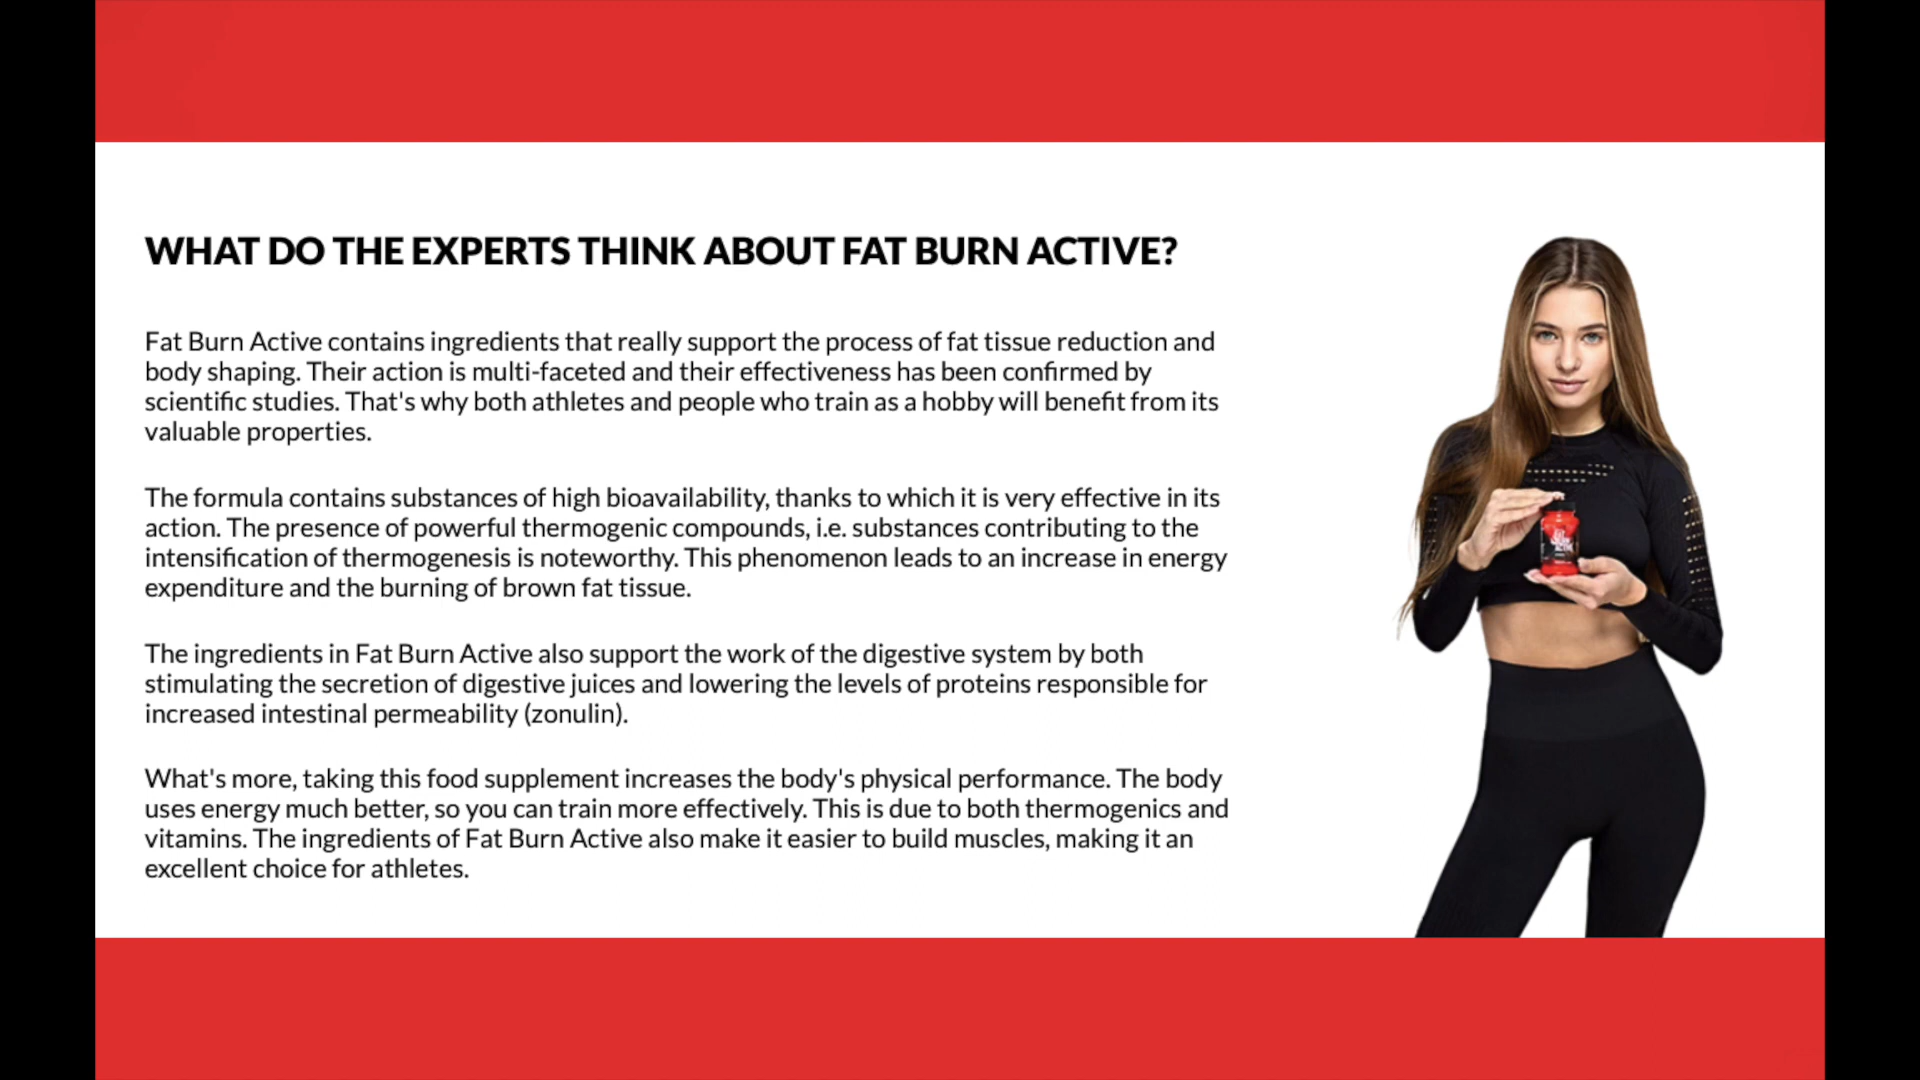 WHAT DO THE EXPERTS THINK ABOUT FAT BURN ACTIVE?
Fat Burn Active contains ingredients that really support the process of fat tissue reduction and
body shaping. Their action is multi-faceted and their effectiveness has been confirmed by
scientific studies. That's why both athletes and people who train as a hobby will benefit from its
valuable properties.
The formula contains substances of high bioavailability, thanks to which it is very effective in its
action. The presence of powerful thermogenic compounds, i.e. substances contributing to the
intensification of thermogenesis is noteworthy. This phenomenon leads to an increase in energy
expenditure and the burning of brown fat tissue.
The ingredients in Fat Burn Active also support the work of the digestive system by both
stimulating the secretion of digestive juices and lowering the levels of proteins responsible for
increased intestinal permeability (zonulin).
What's more, taking this food supplement increases the body's physical performance. The body
uses energy much better, so you can train more effectively. This is due to both thermogenics and
vitamins. The ingredients of Fat Burn Active also make it easier to build muscles, making it an
excellent choice for athletes.